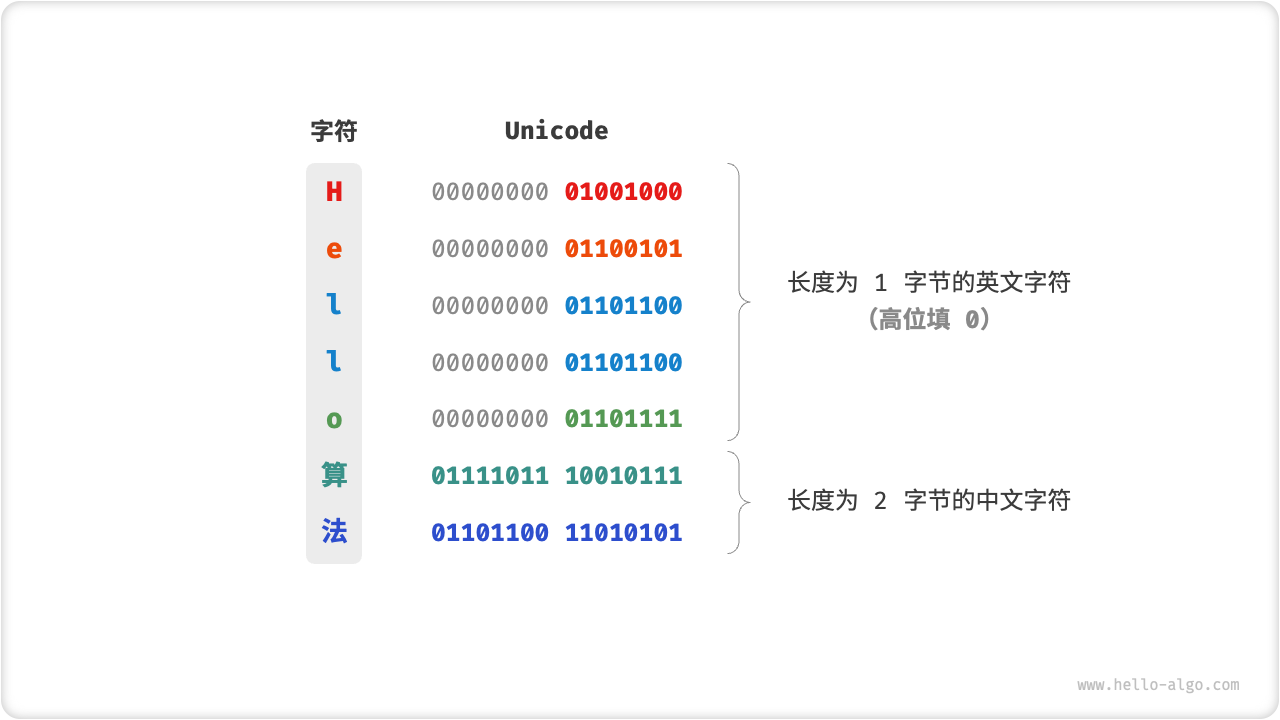 字符 Unicode
H 00000000 01001000
e 00000000 01100101
l 00000000 01101100
l 00000000 01101100
o 00000000 01101111
长度为 1 字节的英文字符
（高位填 0）
算 01111011 10010111
法 01101100 11010101
长度为 2 字节的中文字符
www.hello-algo.com